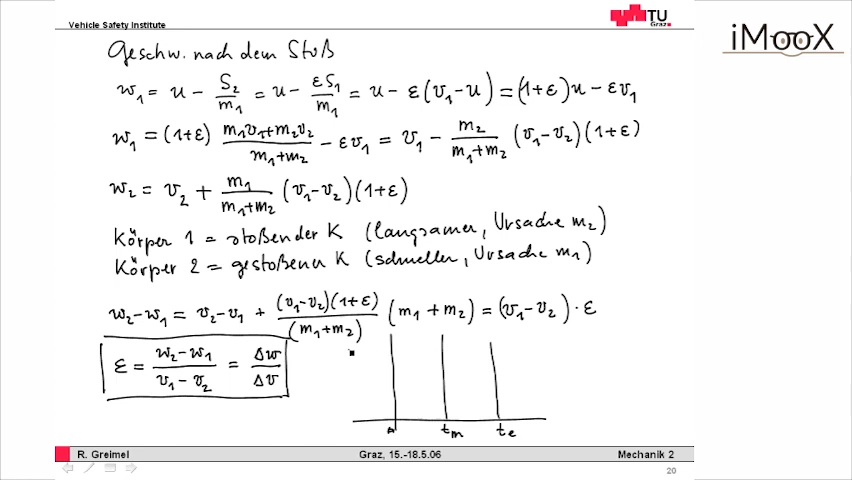 Vehicle Safety Institute
TU
Graz
iMooX
Geschw. nach dem Stoß
w₁ = u - S₂/m₁ = u - εS₁/m₁ = u - ε(v₁-u) = (1+ε)u - εv₁
w₁ = (1+ε) (m₁v₁+m₂v₂)/(m₁+m₂) - εv₁ = v₁ - m₂/(m₁+m₂) (v₁-v₂)(1+ε)
w₂ = v₂ + m₁/(m₁+m₂) (v₁-v₂)(1+ε)
Körper 1 = stoßender K (langsamer, Ursache m₂)
Körper 2 = gestoßener K (schneller, Ursache m₁)
w₂-w₁ = v₂-v₁ + (v₁-v₂)(1+ε)/(m₁+m₂) (m₁+m₂) = (v₁-v₂)·ε
ε = (w₂-w₁)/(v₁-v₂) = Δw/Δv
tm te
R. Greimel Graz, 15.-18.5.06 Mechanik 2
20